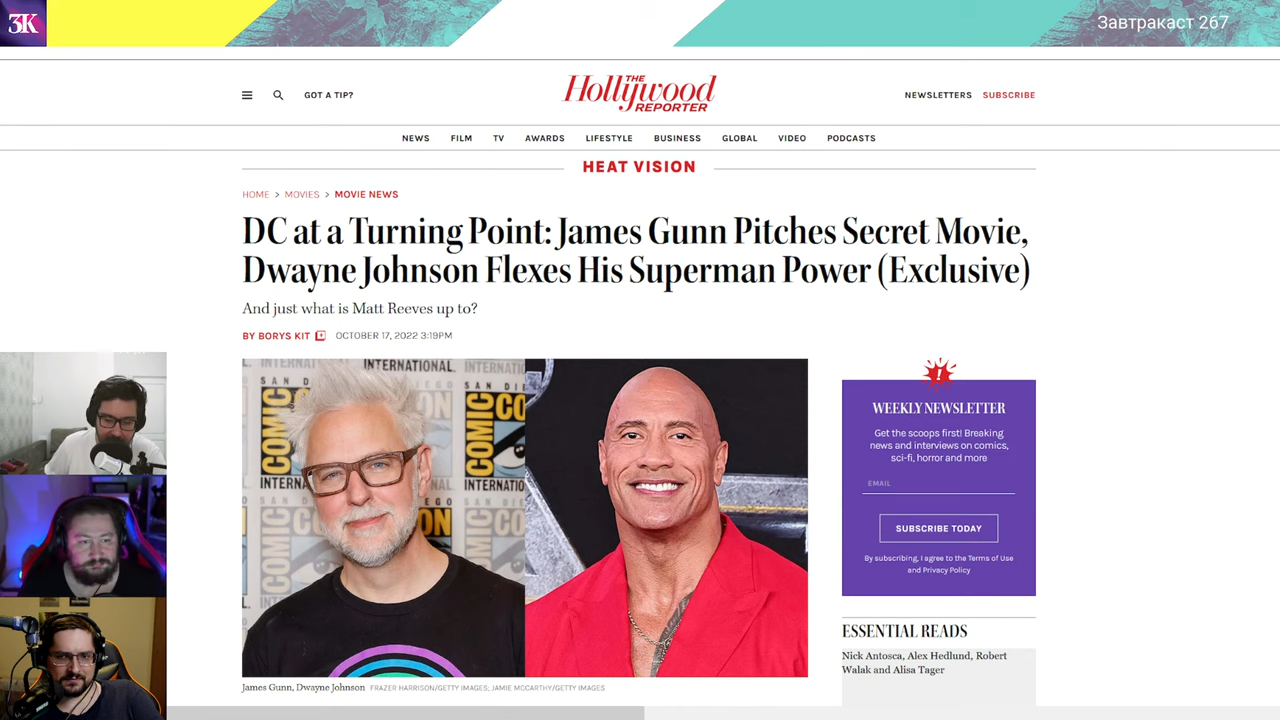 3K
Завтракаст 267
GOT A TIP?
THE
Hollywood
REPORTER
NEWSLETTERS SUBSCRIBE
NEWS FILM TV AWARDS LIFESTYLE BUSINESS GLOBAL VIDEO PODCASTS
HEAT VISION
HOME > MOVIES > MOVIE NEWS
DC at a Turning Point: James Gunn Pitches Secret Movie,
Dwayne Johnson Flexes His Superman Power (Exclusive)
And just what is Matt Reeves up to?
BY BORYS KIT OCTOBER 17, 2022 3:19PM
INTERNATIONAL
SAN DIEGO
COMIC CON
INTERNATIONAL
James Gunn, Dwayne Johnson FRAZER HARRISON/GETTY IMAGES; JAMIE MCCARTHY/GETTY IMAGES
!
WEEKLY NEWSLETTER
Get the scoops first! Breaking
news and interviews on comics,
sci-fi, horror and more
EMAIL
SUBSCRIBE TODAY
By subscribing, I agree to the Terms of Use
and Privacy Policy
ESSENTIAL READS
Nick Antosca, Alex Hedlund, Robert
Walak and Alisa Tager